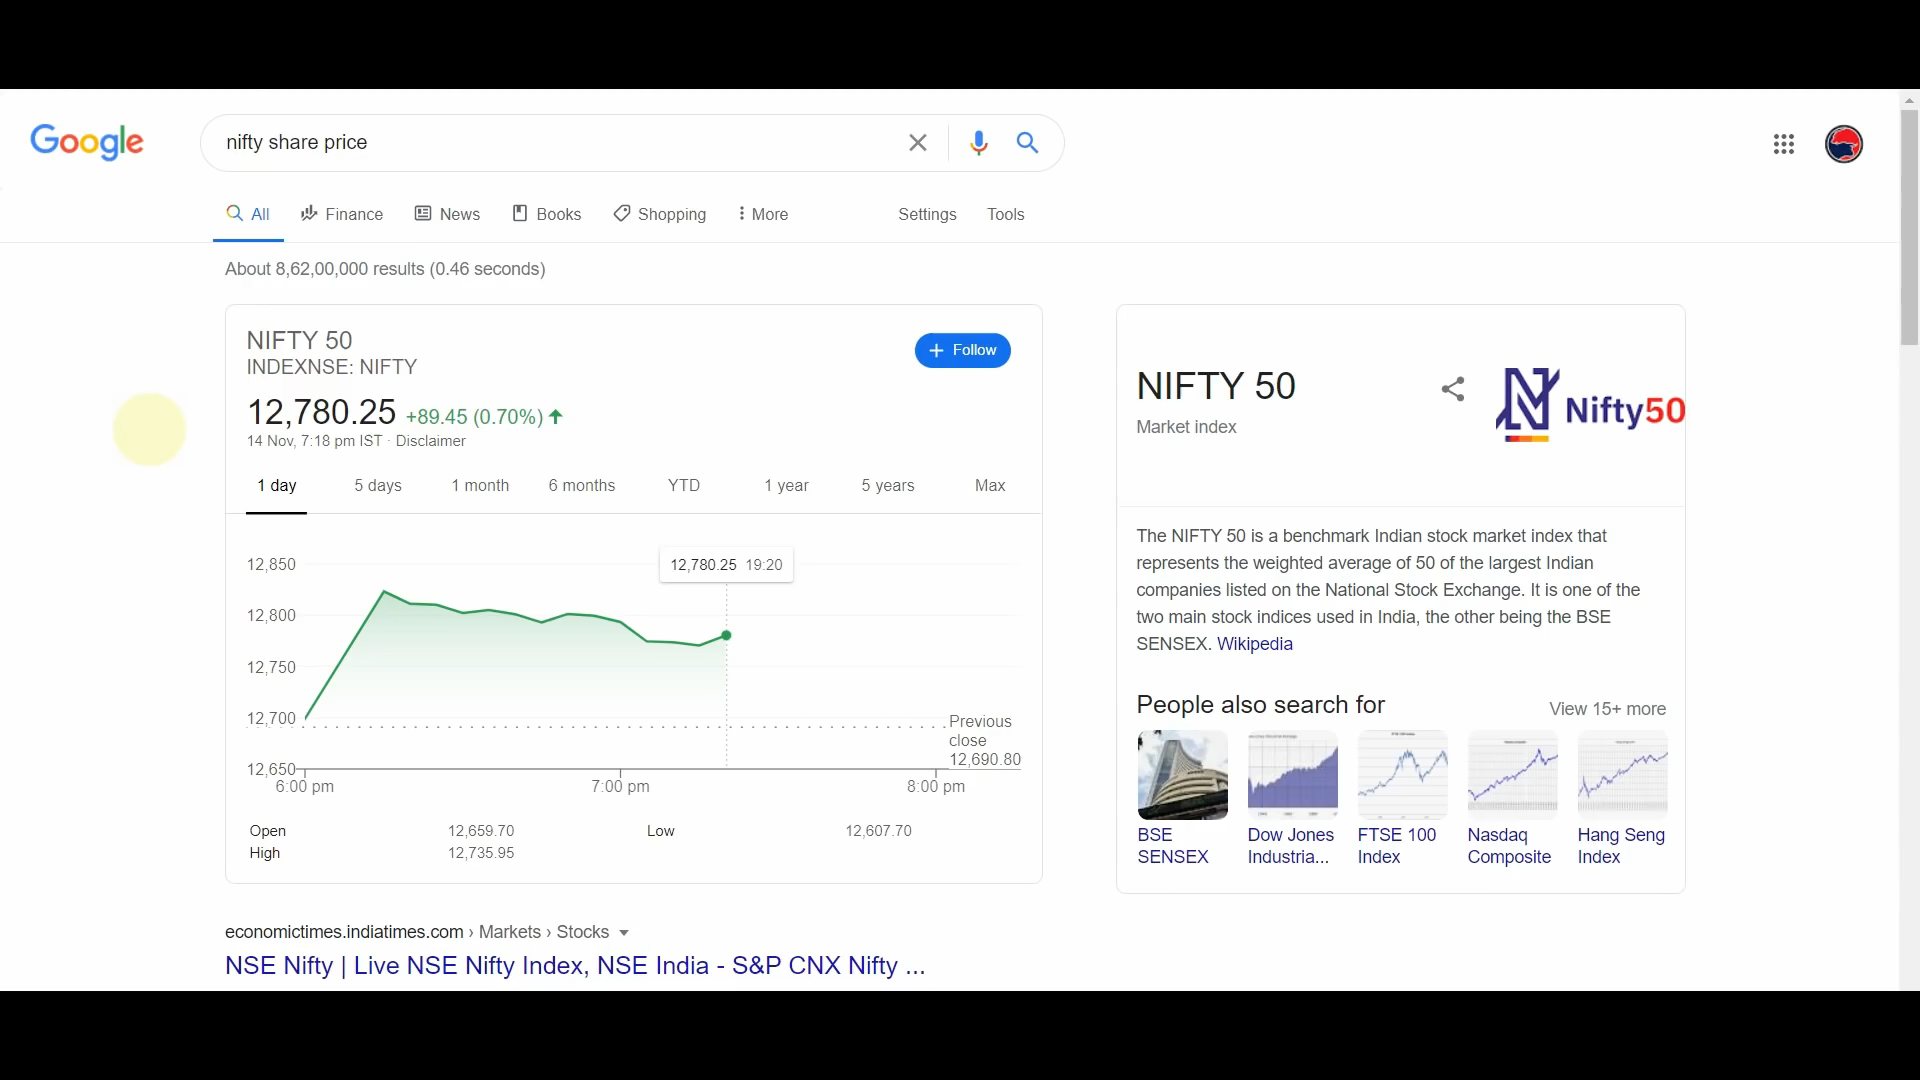 Google
nifty share price
All Finance News Books Shopping More Settings Tools
About 8,62,00,000 results (0.46 seconds)
NIFTY 50
INDEXNSE: NIFTY
+ Follow
12,780.25 +89.45 (0.70%)
14 Nov, 7:18 pm IST · Disclaimer
1 day 5 days 1 month 6 months YTD 1 year 5 years Max
12,780.25 19:20
12,850
12,800
12,750
12,700
12,650
Previous
close
12,690.80
6:00 pm 7:00 pm 8:00 pm
Open 12,659.70 Low 12,607.70
High 12,735.95
economictimes.indiatimes.com › Markets › Stocks
NSE Nifty | Live NSE Nifty Index, NSE India - S&P CNX Nifty ...
NIFTY 50
Market index
Nifty50
The NIFTY 50 is a benchmark Indian stock market index that
represents the weighted average of 50 of the largest Indian
companies listed on the National Stock Exchange. It is one of the
two main stock indices used in India, the other being the BSE
SENSEX. Wikipedia
People also search for View 15+ more
BSE
SENSEX
Dow Jones
Industria...
FTSE 100
Index
Nasdaq
Composite
Hang Seng
Index